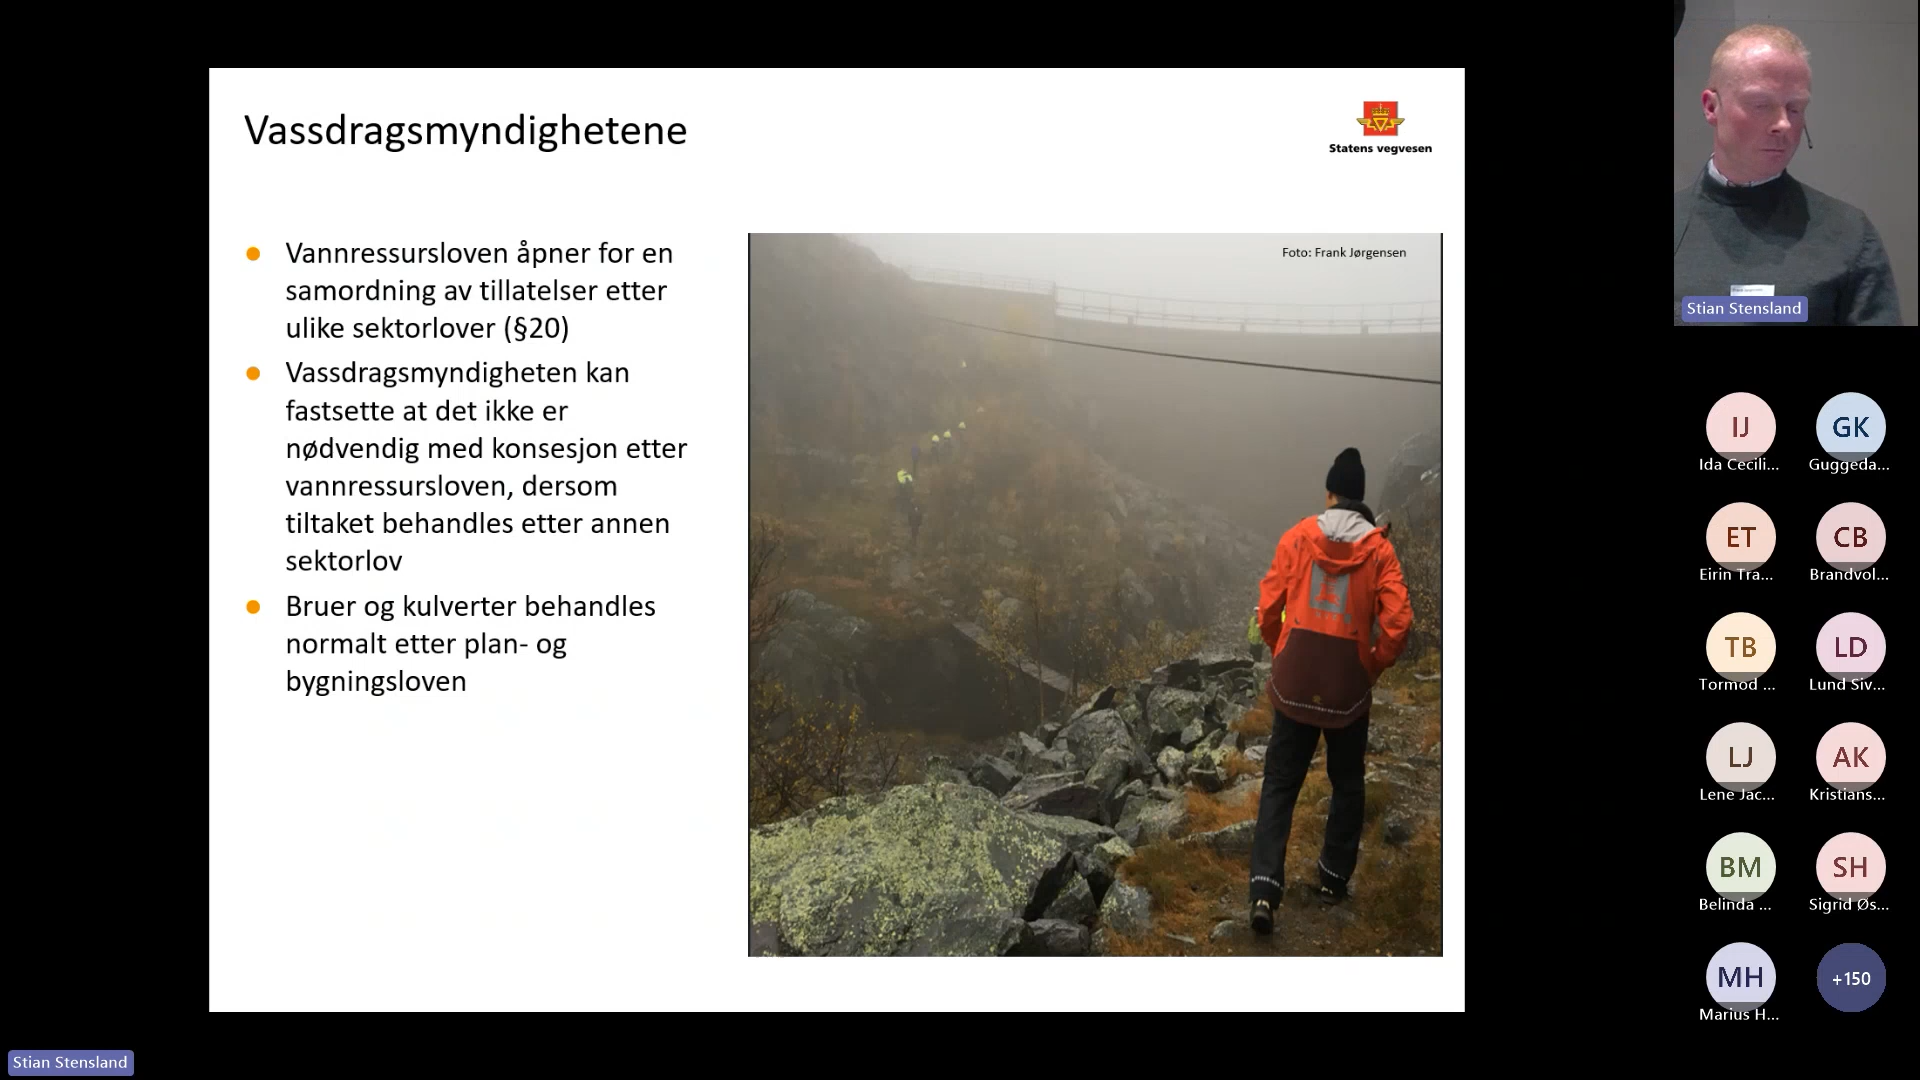 Vassdragsmyndighetene
Statens vegvesen
Vannressursloven åpner for en
samordning av tillatelser etter
ulike sektorlover (§20)
Vassdragsmyndigheten kan
fastsette at det ikke er
nødvendig med konsesjon etter
vannressursloven, dersom
tiltaket behandles etter annen
sektorlov
Bruer og kulverter behandles
normalt etter plan- og
bygningsloven
Foto: Frank Jørgensen
Stian Stensland
IJ
Ida Cecili...
GK
Guggeda...
ET
Eirin Tra...
CB
Brandvol...
TB
Tormod ...
LD
Lund Siv...
LJ
Lene Jac...
AK
Kristians...
BM
Belinda ...
SH
Sigrid Øs...
MH
Marius H...
+150
Stian Stensland